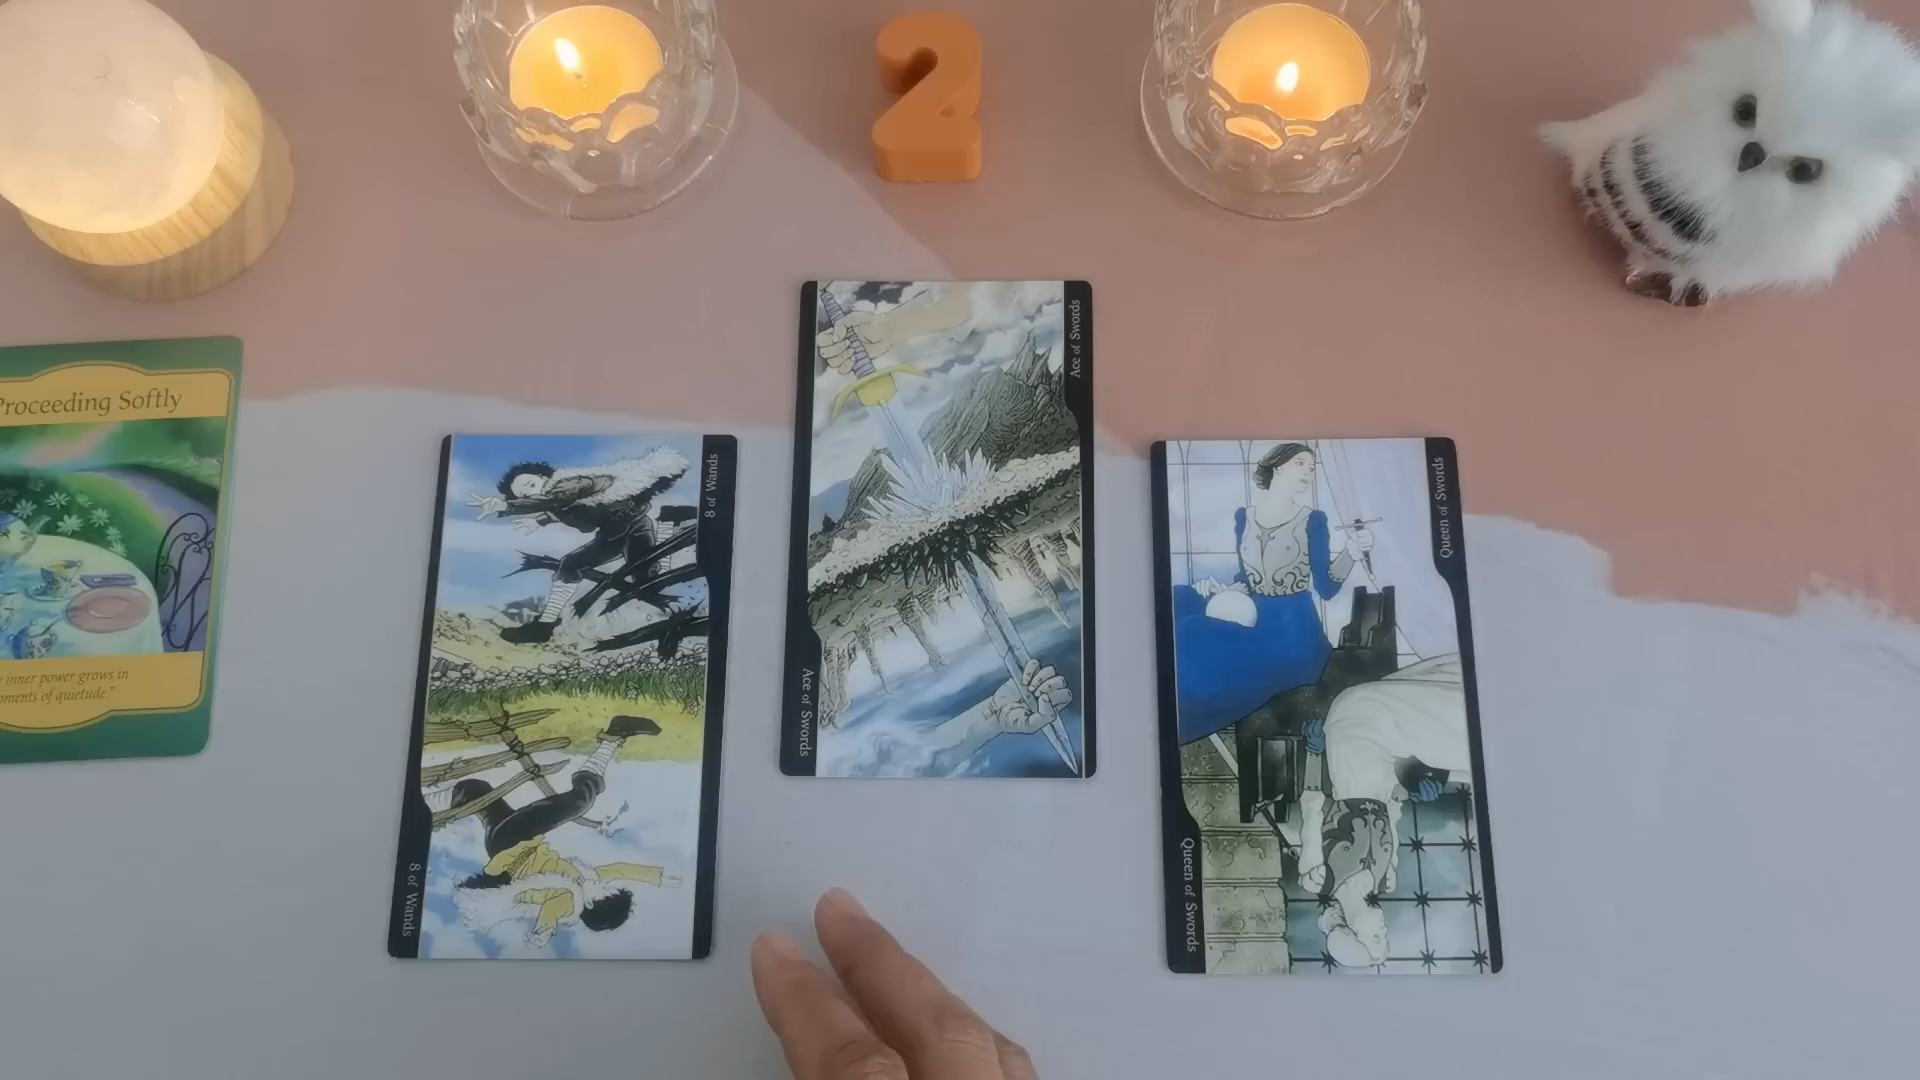 2
Proceeding Softly
inner power grows in
ments of quietude."
8 of Wands
8 of Wands
Ace of Swords
Ace of Swords
Queen of Swords
Queen of Swords